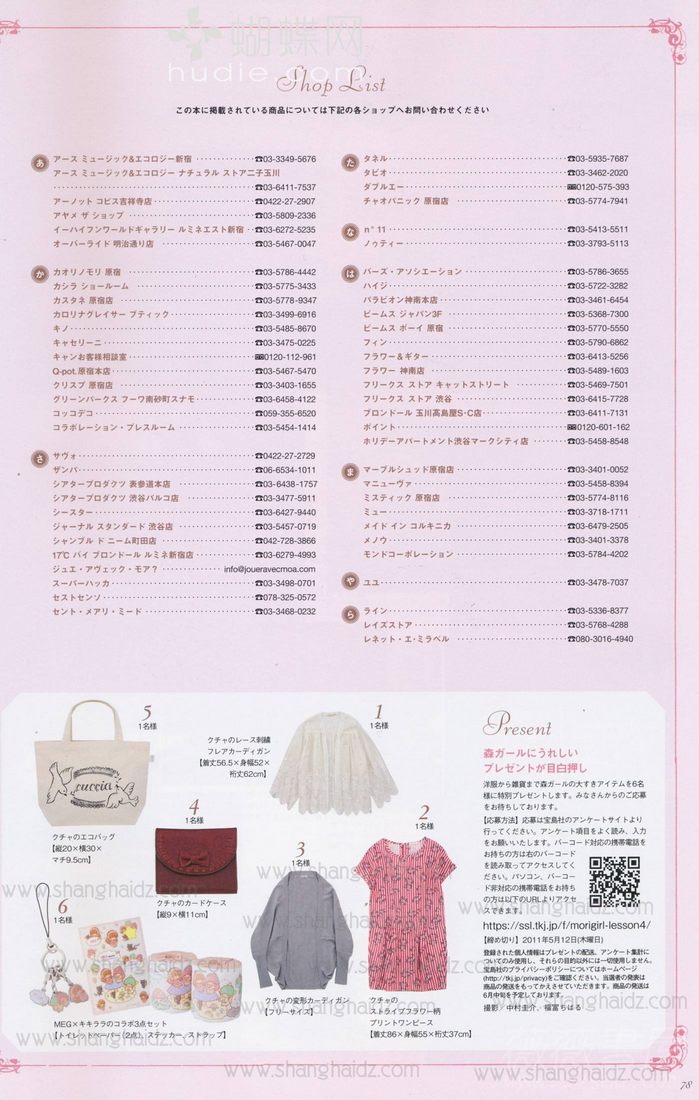 蝴蝶网
hudie.com
Shop List
この本に掲載されている商品については下記の各ショップへお問い合わせください
あ
アース ミュージック&エコロジー新宿 ☎03-3349-5676
アース ミュージック&エコロジー ナチュラル ストア二子玉川
☎03-6411-7537
アーノット コピス吉祥寺店 ☎0422-27-2907
アヤメ ザ ショップ ☎03-5809-2336
イーハイフンワールドギャラリー ルミネエスト新宿 ☎03-6272-5235
オーバーライド 明治通り店 ☎03-5467-0047
か
カオリノモリ 原宿 ☎03-5786-4442
カシラ ショールーム ☎03-5775-3433
カスタネ 原宿店 ☎03-5778-9347
カロリナグレイサー ブティック ☎03-3499-6916
キノ ☎03-5485-8670
キャセリーニ ☎03-3475-0225
キャンお客様相談室 0120-112-961
Q-pot.原宿本店 ☎03-5467-5470
クリスプ 原宿店 ☎03-3403-1655
グリーンパークス フーワ南砂町スナモ ☎03-6458-4122
コッコデコ ☎059-355-6520
コラボレーション・プレスルーム ☎03-5454-1414
さ
サヴォ ☎0422-27-2729
ザンパ ☎06-6534-1011
シアタープロダクツ 表参道本店 ☎03-6438-1757
シアタープロダクツ 渋谷パルコ店 ☎03-3477-5911
シースター ☎03-6427-9440
ジャーナル スタンダード 渋谷店 ☎03-5457-0719
シャンブル ド ニーム町田店 ☎042-728-3866
17℃ バイ ブロンドール ルミネ新宿店 ☎03-6279-4993
ジュエ・アヴェック・モア? info@joueravecmoa.com
スーパーハッカ ☎03-3498-0701
セストセンソ ☎078-325-0572
セント・メアリ・ミード ☎03-3468-0232
た
タネル ☎03-5935-7687
タビオ ☎03-3462-2020
ダブルエー 0120-575-393
チャオパニック 原宿店 ☎03-5774-7941
な
n°11 ☎03-5413-5511
ノゥティー ☎03-3793-5113
は
バーズ・アソシエーション ☎03-5786-3655
ハイジ ☎03-5722-3282
パラビオン神南本店 ☎03-3461-6454
ビームス ジャパン3F ☎03-5368-7300
ビームス ボーイ 原宿 ☎03-5770-5550
フィン ☎03-5790-6862
フラワー&ギター ☎03-6413-5256
フラワー 神南店 ☎03-5489-1603
フリークス ストア キャットストリート ☎03-5469-7501
フリークス ストア 渋谷 ☎03-6415-7728
ブロンドール 玉川高島屋S・C店 ☎03-6411-7131
ポイント 0120-601-162
ホリデーアパートメント渋谷マークシティ店 ☎03-5458-8548
ま
マーブルシュッド原宿店 ☎03-3401-0052
マニューヴァ ☎03-5458-8394
ミスティック 原宿店 ☎03-5774-8116
ミュー ☎03-3718-1711
メイド イン コルキニカ ☎03-6479-2505
メノウ ☎03-3401-3378
モンドコーポレーション ☎03-5784-4202
や
ユユ ☎03-3478-7037
ら
ライン ☎03-5336-8377
レイズストア ☎03-5768-4288
レネット・エ・ミラベル ☎080-3016-4940
5
1名様
クチャのエコバッグ
【縦20×横30×
マチ9.5cm】
cuccia
クチャのレース刺繍
フレアカーディガン
【着丈56.5×身幅52×
裄丈62cm】
1
1名様
4
1名様
クチャのカードケース
【縦9×横11cm】
3
1名様
クチャの変形カーディガン
【フリーサイズ】
2
1名様
クチャの
ストライプフラワー柄
プリントワンピース
【着丈86×身幅55×裄丈37cm】
6
1名様
MEG×キキララのコラボ3点セット
【トイレットペーパー(2点)、ステッカー、ストラップ】
Present
森ガールにうれしい
プレゼントが目白押し
洋服から雑貨まで森ガールの大すきアイテムを6名
様に特別プレゼントします。みなさんからのご応募
をお待ちしております。
【応募方法】応募は宝島社のアンケートサイトより
行ってください。アンケート項目をよく読み、入力
をお願いいたします。バーコード対応の携帯電話を
お持ちの方は右のバーコード
を読み取ってアクセスしてく
ださい。パソコン、バーコー
ド非対応の携帯電話をお持ち
の方は以下のURLよりアクセ
スできます。
https://ssl.tkj.jp/f/morigirl-lesson4/
【締め切り】2011年5月12日(木曜日)
登録された個人情報はプレゼントの配送、アンケート集計に
ついてのみ使用し、それらの目的以外には一切使用しません。
宝島社のプライバシーポリシーについてはホームページ
(http://tkj.jp/privacy)をご確認ください。当選者の発表は
商品の発送をもってかえさせていただきます。商品の発送は
6月中旬を予定しております。
撮影／中村圭介、福富ちはる
www.shanghaidz.com
www.shanghaidz.com
www.shanghaidz.com
www.shanghaidz.com
www.shanghaidz.com
www.shanghaidz.com
78